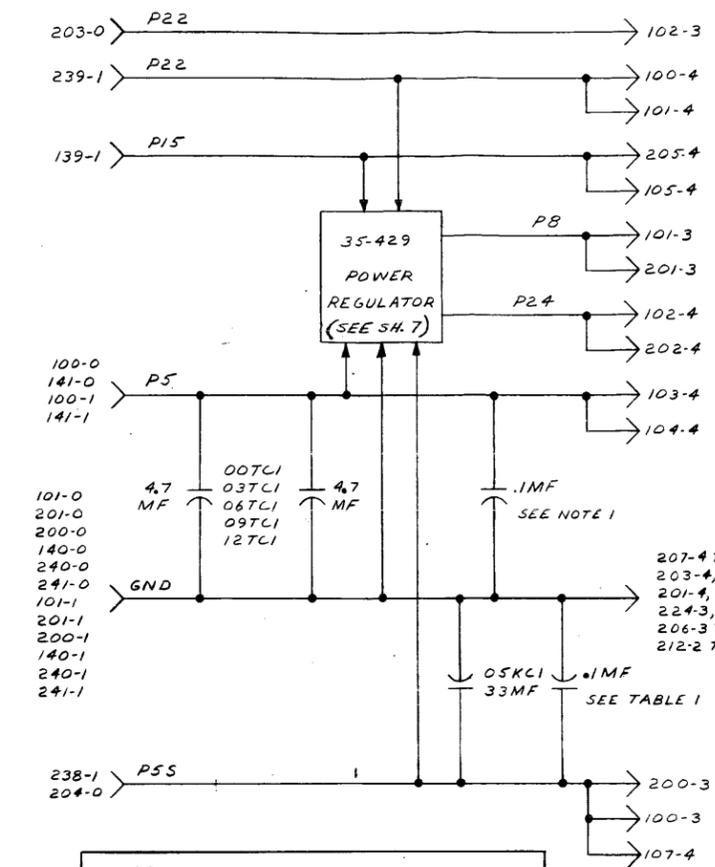 203-0 P22 102-3
239-1 P22 100-4
101-4
139-1 P15 205-4
105-4
35-429
POWER
REGULATOR
(SEE SH. 7)
P8 101-3
201-3
P24 102-4
202-4
100-0
141-0
100-1
141-1
P5 103-4
104-4
4.7
MF
00TC1
03TC1
06TC1
09TC1
12TC1
4.7
MF
.1MF
SEE NOTE 1
101-0
201-0
200-0
140-0
240-0
241-0
101-1
201-1
200-1
140-1
240-1
241-1
GND
207-4
203-4,
201-4,
224-3,
206-3
212-2
05KC1
33MF
.1MF
SEE TABLE 1
238-1
204-0
P5S 200-3
100-3
107-4